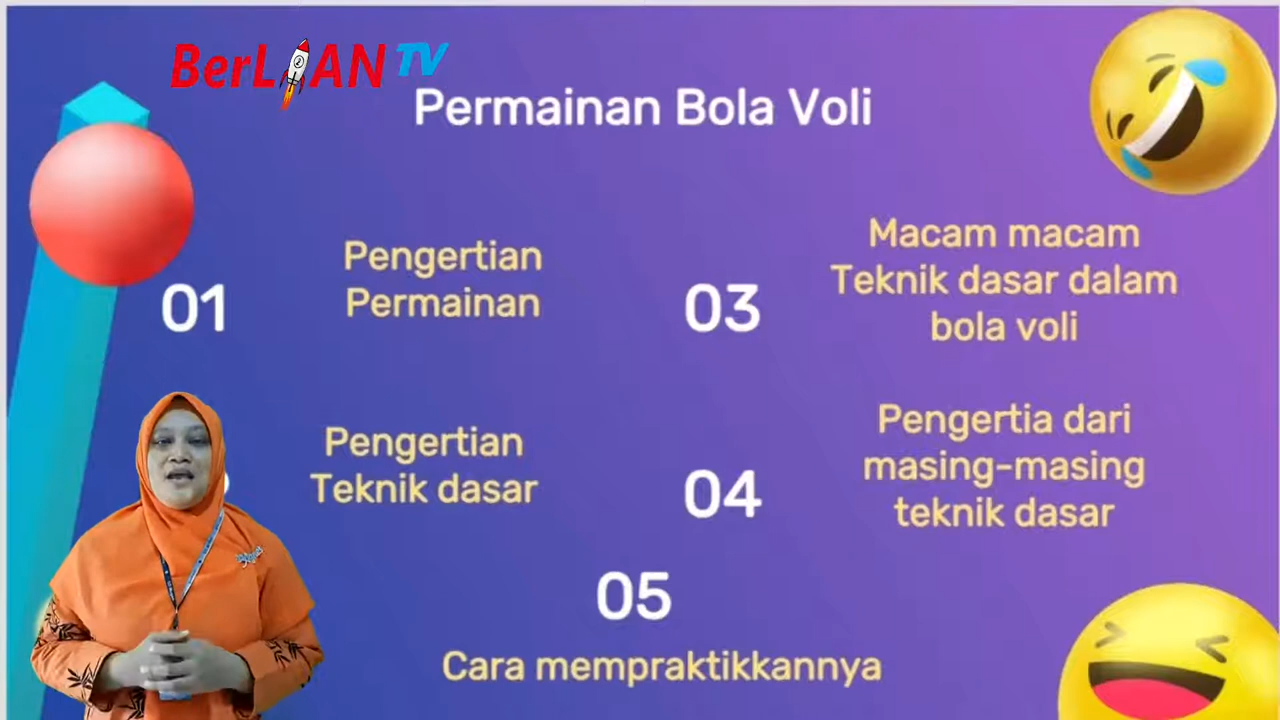 BerLIAN TV
Permainan Bola Voli
01
Pengertian
Permainan
Pengertian
Teknik dasar
03
Macam macam
Teknik dasar dalam
bola voli
04
Pengertia dari
masing-masing
teknik dasar
05
Cara mempraktikkannya